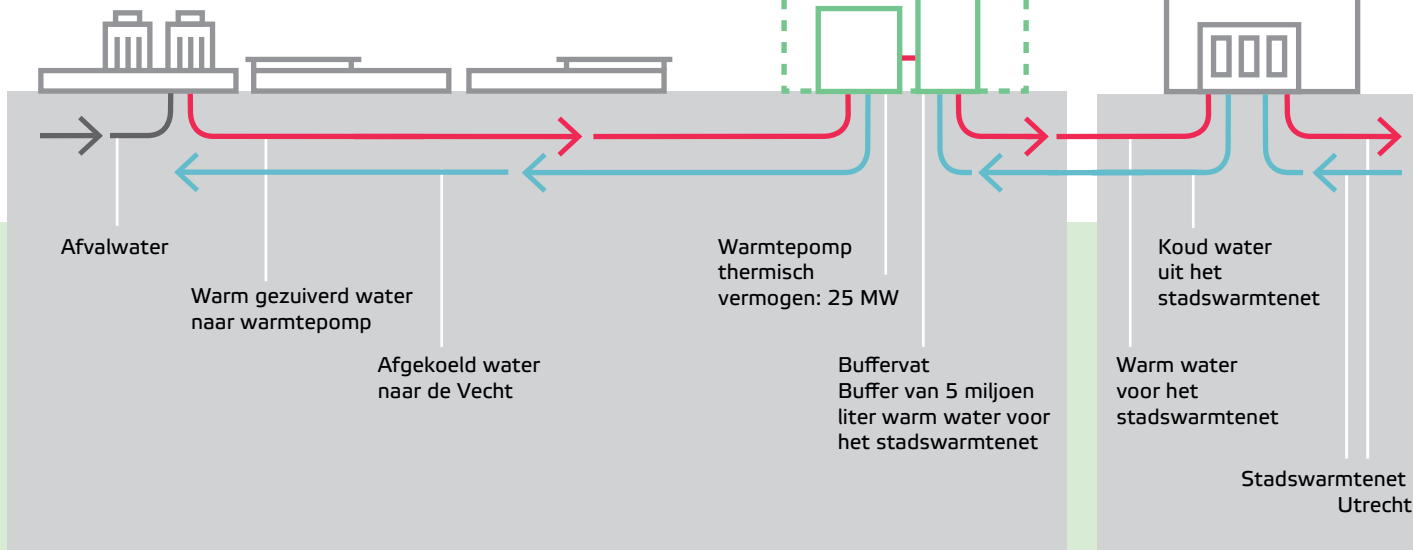 Afvalwater
Warm gezuiverd water
naar warmtepomp
Afgekoeld water
naar de Vecht
Warmtepomp
thermisch
vermogen: 25 MW
Buffervat
Buffer van 5 miljoen
liter warm water voor
het stadswarmtenet
Koud water
uit het
stadswarmtenet
Warm water
voor het
stadswarmtenet
Stadswarmtenet
Utrecht